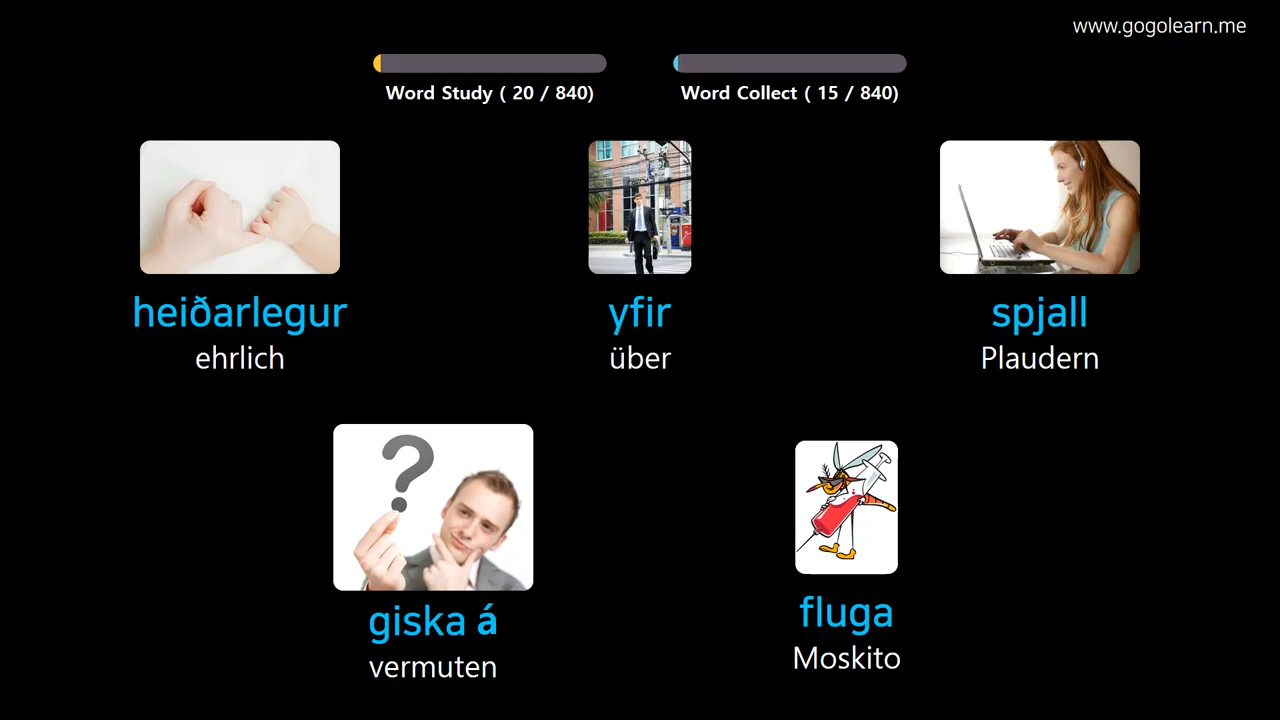 www.gogolearn.me
Word Study ( 20 / 840)
Word Collect ( 15 / 840)
heiðarlegur
ehrlich
yfir
über
spjall
Plaudern
giska á
vermuten
fluga
Moskito